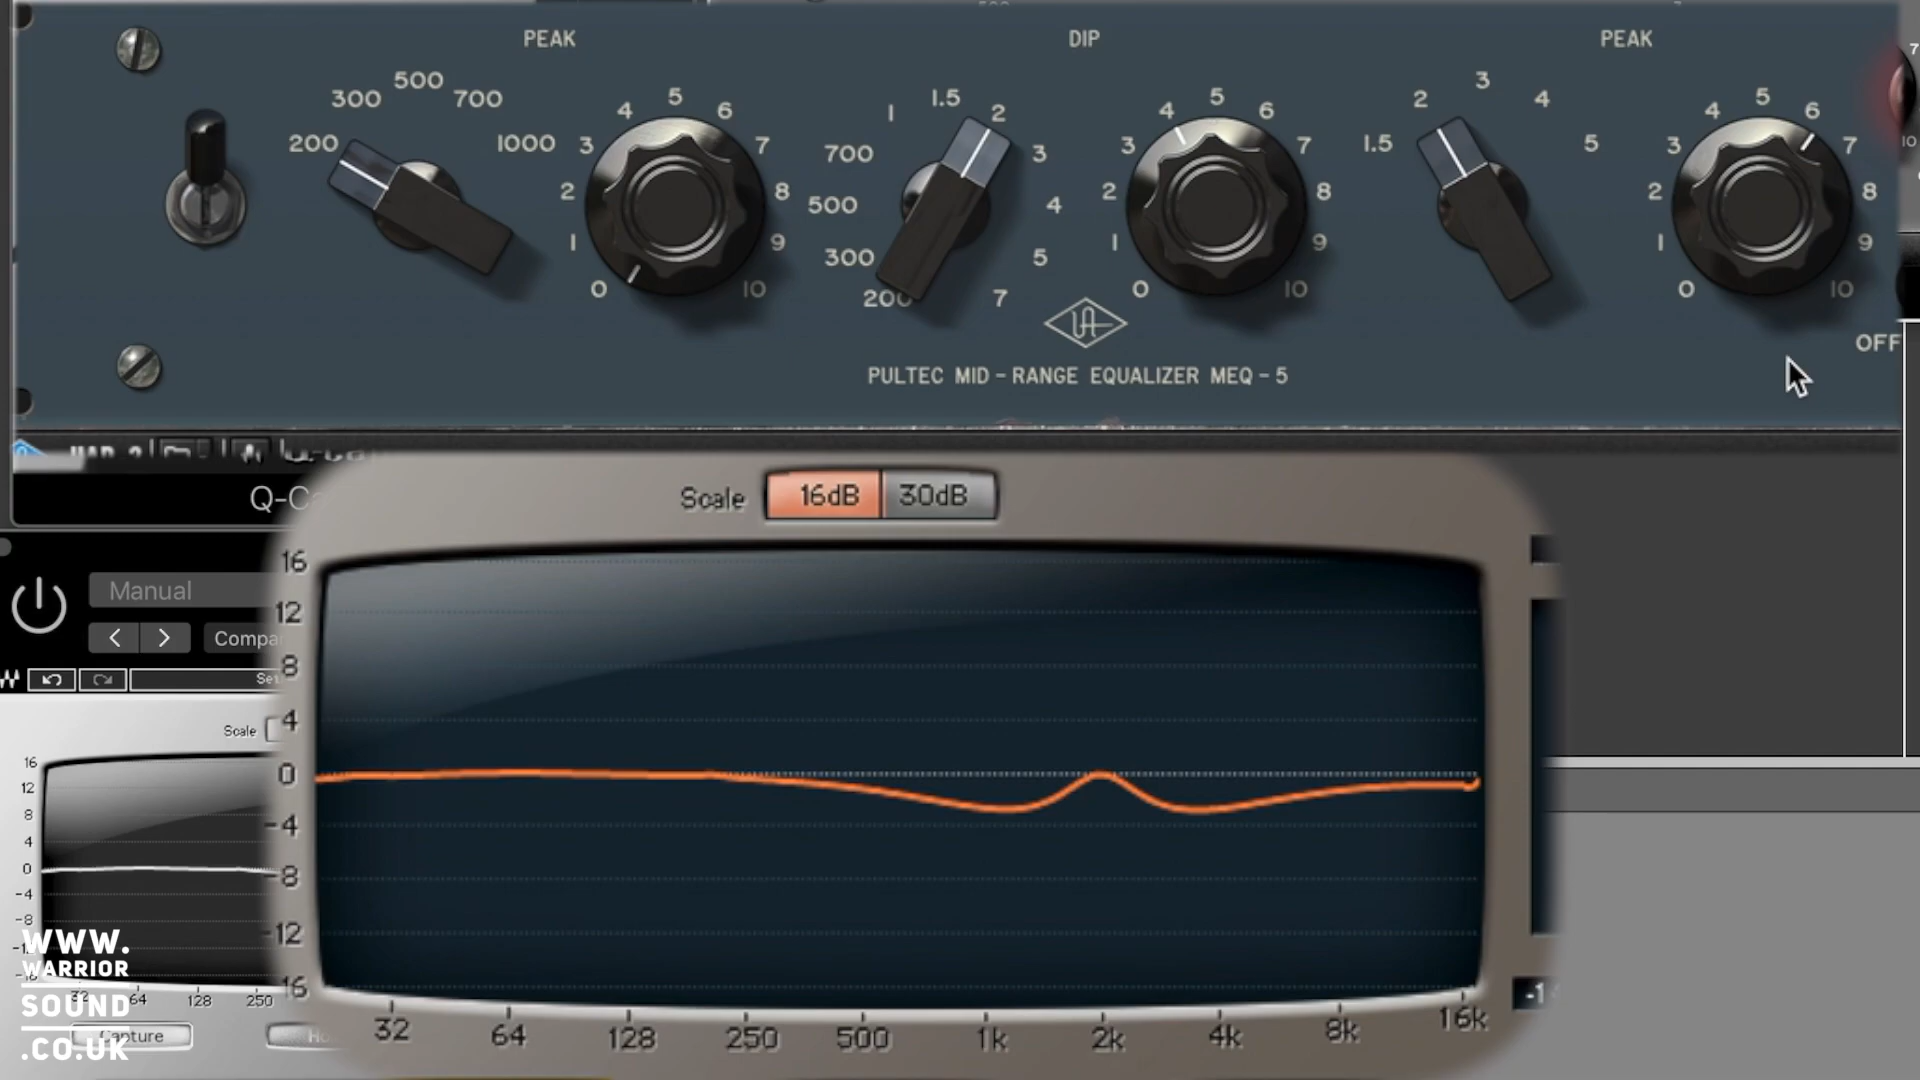 PEAK DIP PEAK
200 300 500 700 1000
0 1 2 3 4 5 6 7 8 9 10
200 300 500 700 1 1.5 2 3 4 5 7
0 1 2 3 4 5 6 7 8 9 10
1.5 2 3 4 5
0 1 2 3 4 5 6 7 8 9 10
OFF
PULTEC MID-RANGE EQUALIZER MEQ-5
Scale 16dB 30dB
Manual
Scale
16
12
8
4
0
-4
-8
-12
16
32 64 128 250 500 1k 2k 4k 8k 16k
16
12
8
4
0
-4
-8
64 128 250
Capture
WWW.
WARRIOR
SOUND
.CO.UK